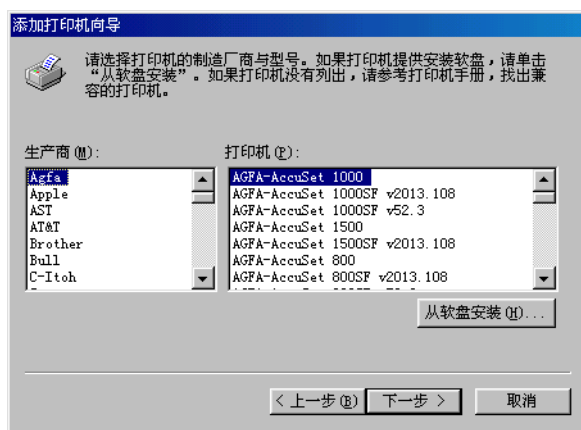 添加打印机向导
请选择打印机的制造厂商与型号。如果打印机提供安装软盘，请单击
“从软盘安装”。如果打印机没有列出，请参考打印机手册，找出兼
容的打印机。
生产商(M)：
打印机(P)：
Agfa
Apple
AST
AT&T
Brother
Bull
C-Itoh
AGFA-AccuSet 1000
AGFA-AccuSet 1000SF v2013.108
AGFA-AccuSet 1000SF v52.3
AGFA-AccuSet 1500
AGFA-AccuSet 1500SF v2013.108
AGFA-AccuSet 800
AGFA-AccuSet 800SF v2013.108
从软盘安装(H)...
<上一步(B) 下一步 > 取消